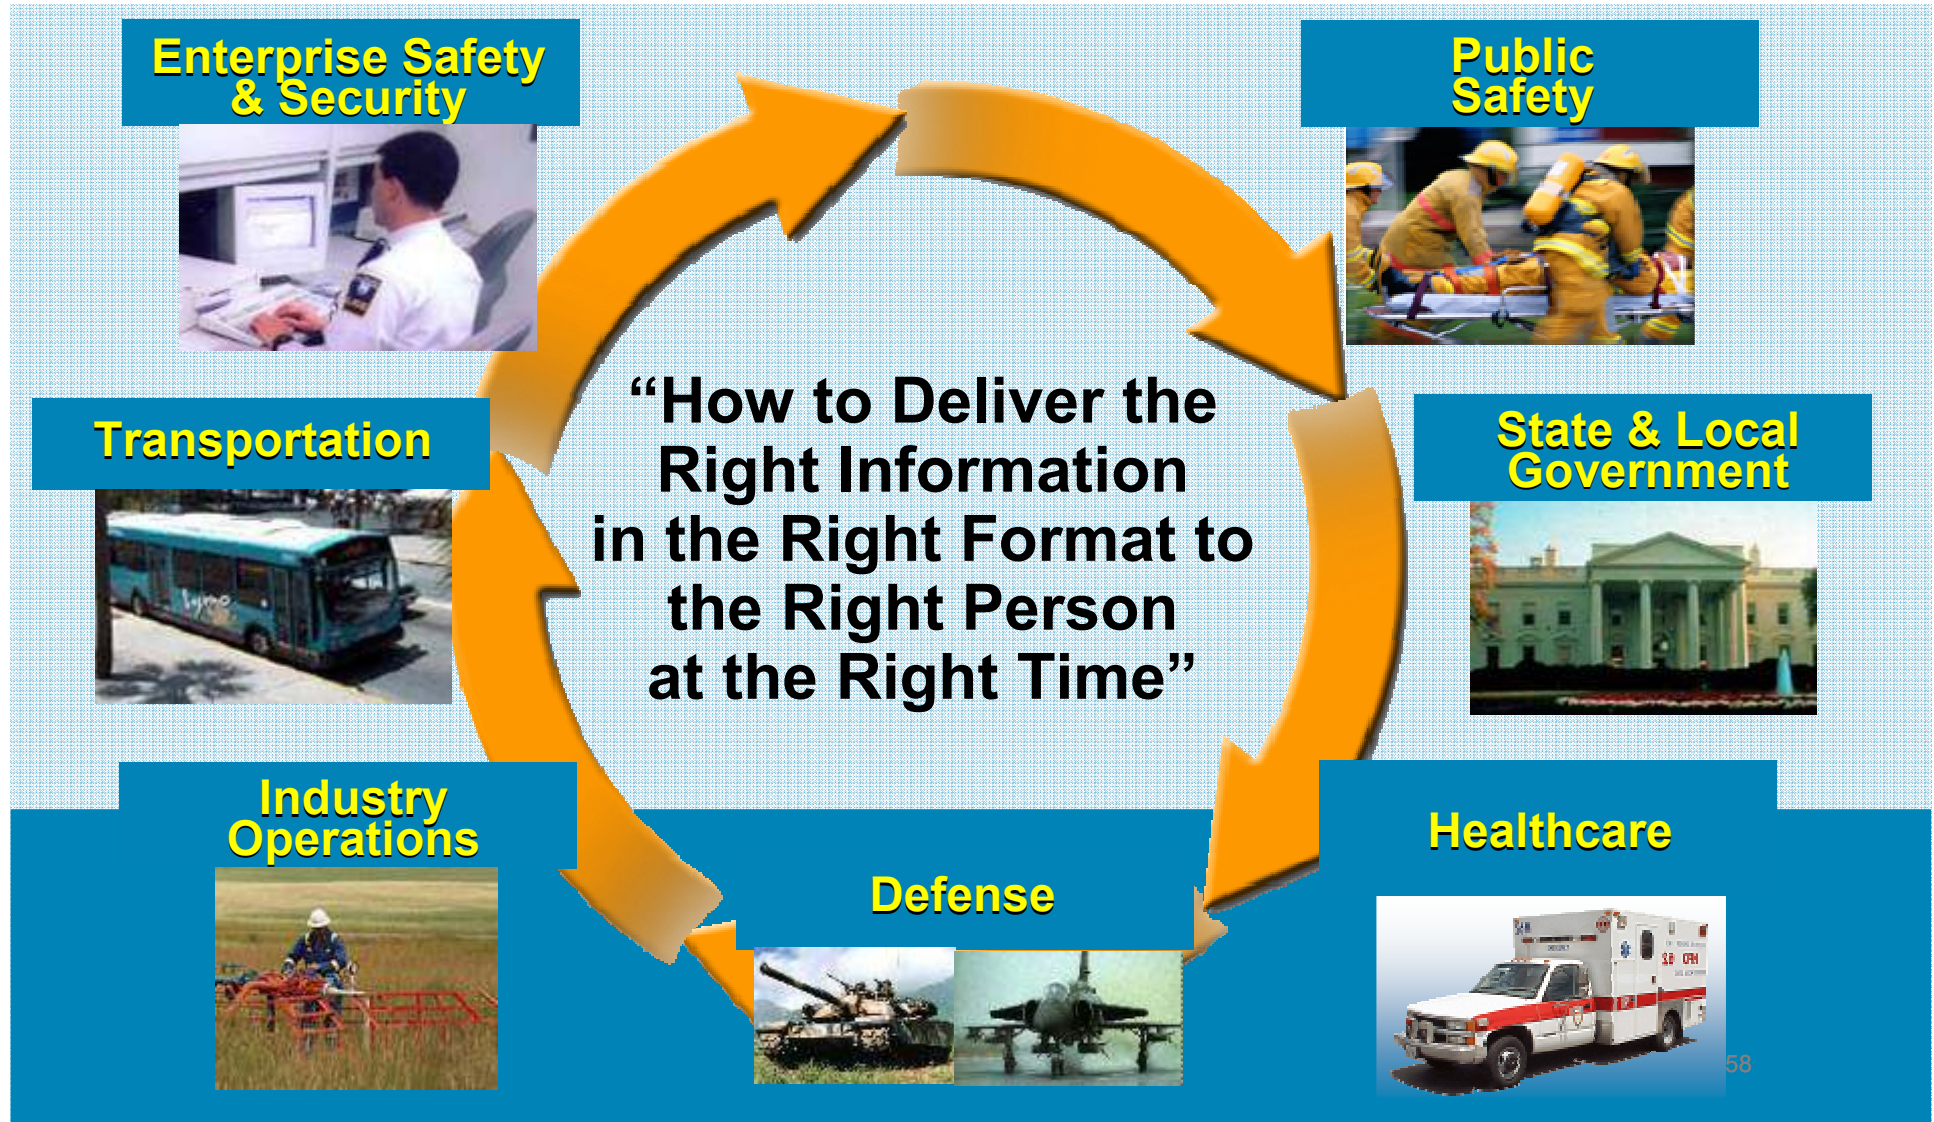 Enterprise Safety
& Security
Public
Safety
“How to Deliver the
Right Information
in the Right Format to
the Right Person
at the Right Time”
Transportation
State & Local
Government
Industry
Operations
Defense
Healthcare
58